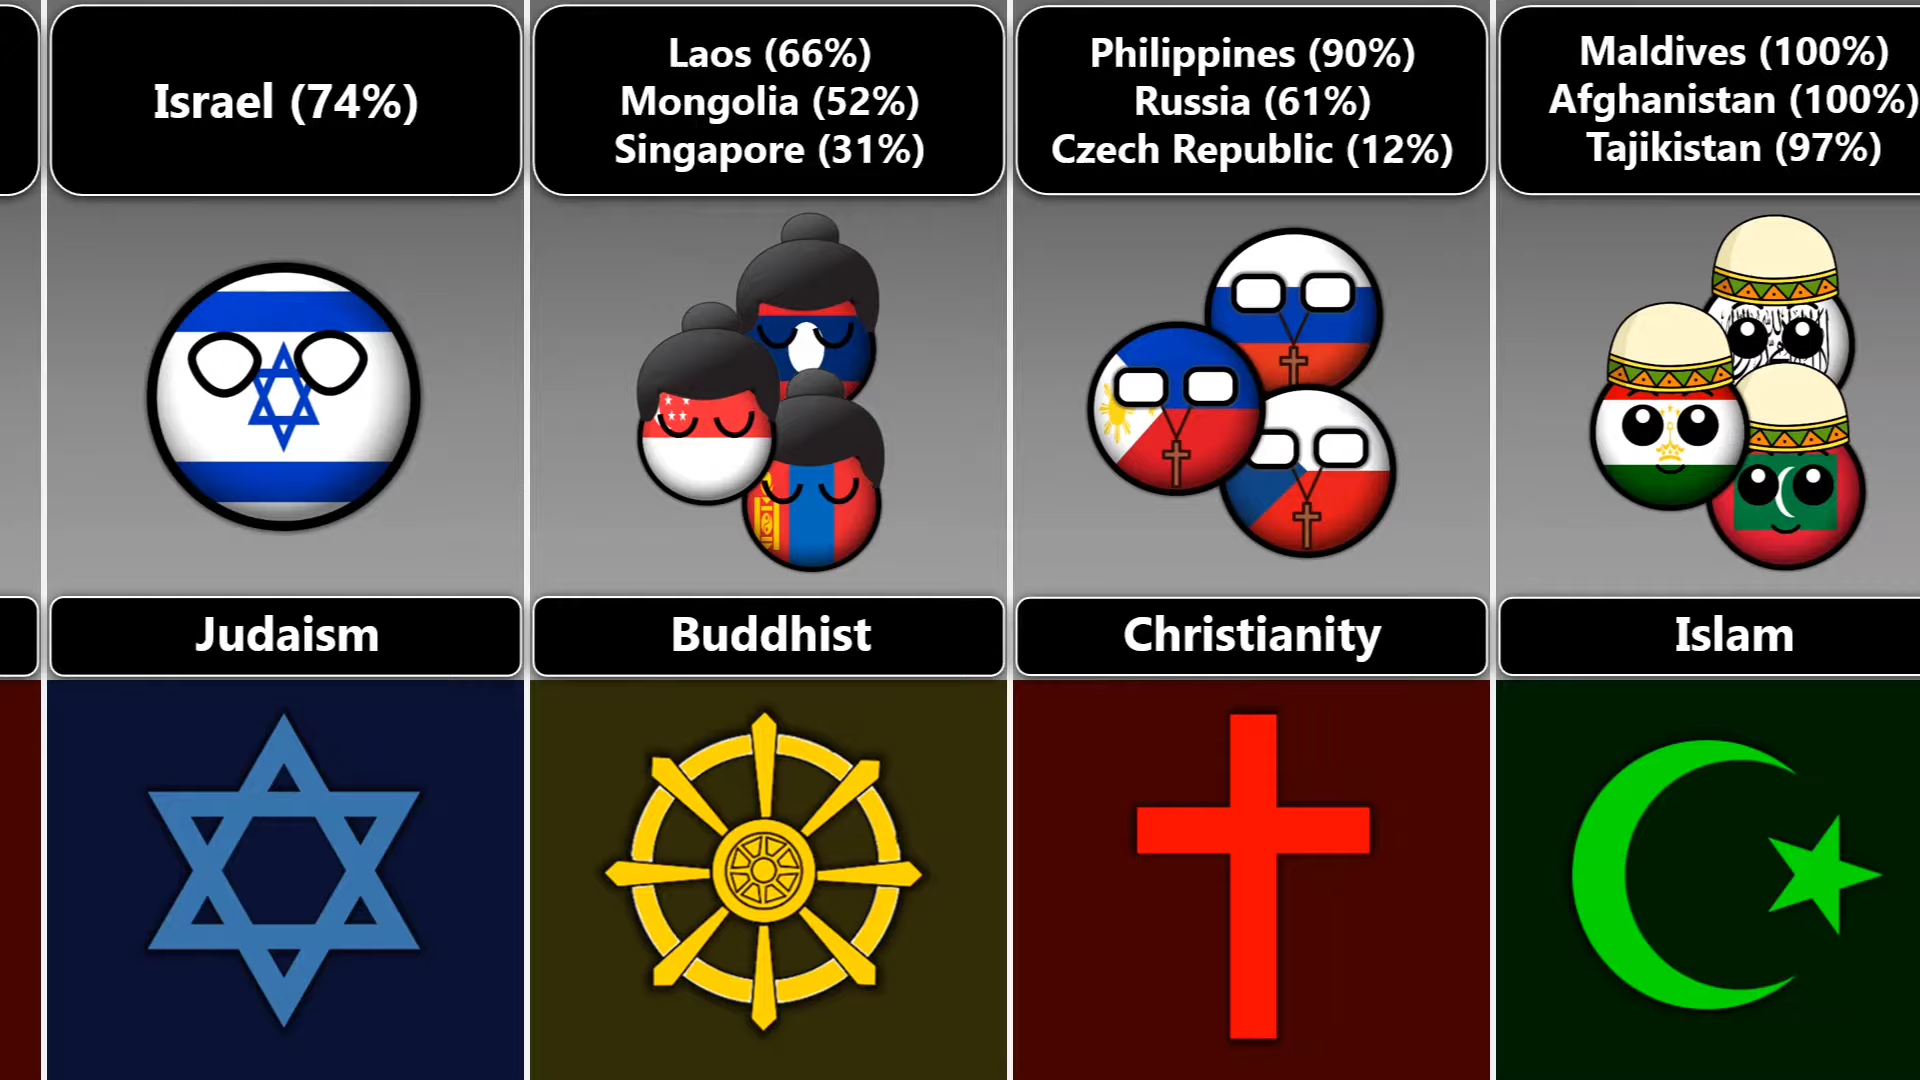 Israel (74%)
Laos (66%)
Mongolia (52%)
Singapore (31%)
Philippines (90%)
Russia (61%)
Czech Republic (12%)
Maldives (100%)
Afghanistan (100%)
Tajikistan (97%)
Judaism
Buddhist
Christianity
Islam